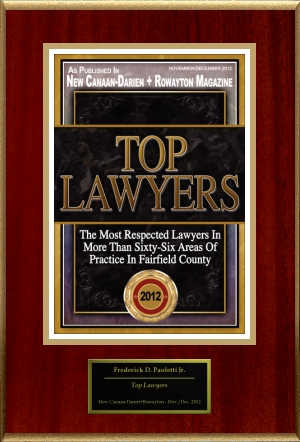 NOVEMBER/DECEMBER 2012
AS PUBLISHED IN
NEW CANAAN-DARIEN + ROWAYTON MAGAZINE
TOP
LAWYERS
The Most Respected Lawyers In
More Than Sixty-Six Areas Of
Practice In Fairfield County
2012
Frederick D. Paoletti Jr.
Top Lawyers
New Canaan-Darien+Rowayton - Nov / Dec 2012